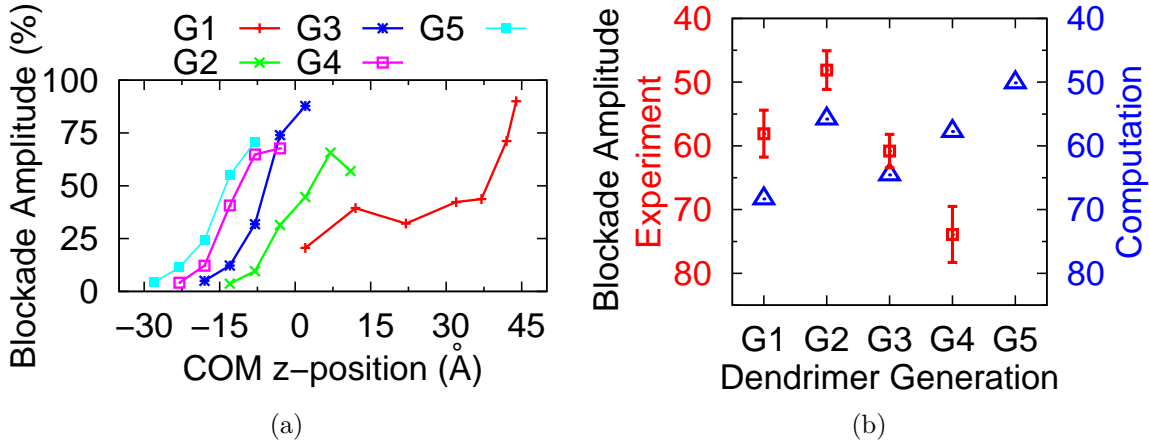 G1 G3 G5
G2 G4
Blockade Amplitude (%)
100
75
50
25
0
−30 −15 0 15 30 45
COM z−position (Å)
(a)
Blockade Amplitude
Experiment
40
50
60
70
80
40
50
60
70
80
Computation
G1 G2 G3 G4 G5
Dendrimer Generation
(b)